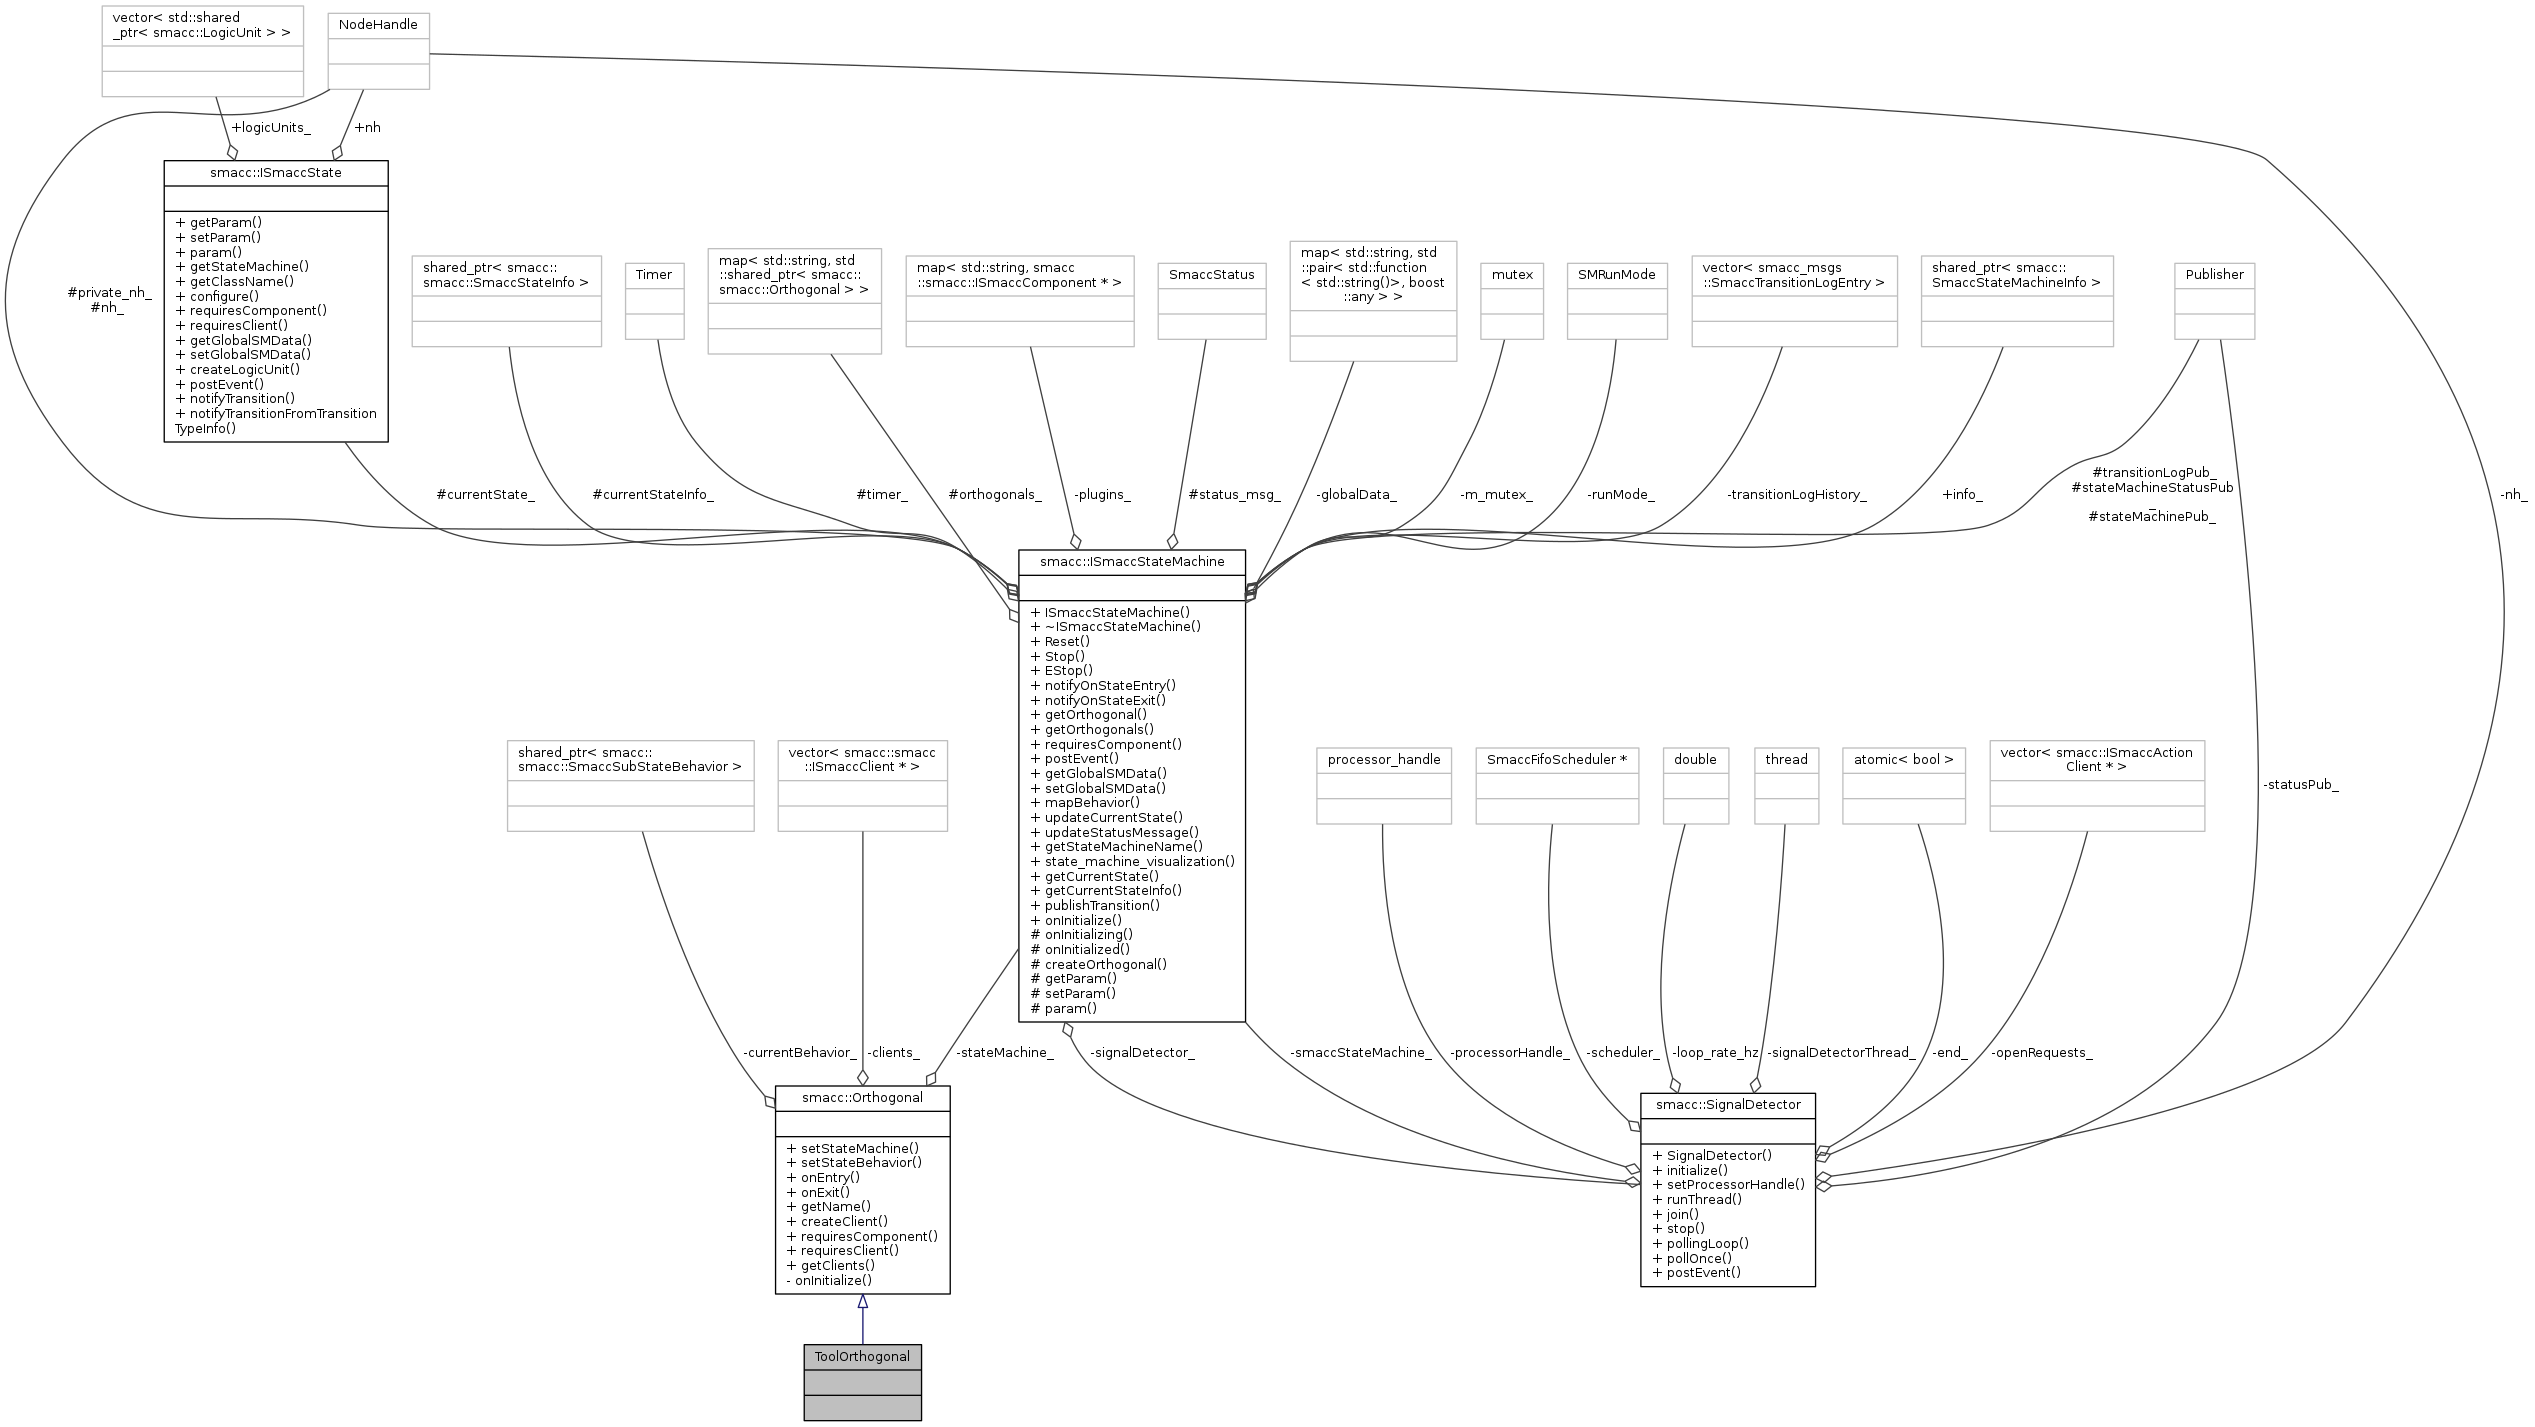 vector< std::shared
_ptr< smacc::LogicUnit > >
NodeHandle
+logicUnits_
+nh
smacc::ISmaccState
+ getParam()
+ setParam()
+ param()
+ getStateMachine()
+ getClassName()
+ configure()
+ requiresComponent()
+ requiresClient()
+ getGlobalSMData()
+ setGlobalSMData()
+ createLogicUnit()
+ postEvent()
+ notifyTransition()
+ notifyTransitionFromTransition
TypeInfo()
#private_nh_
#nh_
shared_ptr< smacc::
smacc::SmaccStateInfo >
Timer
map< std::string, std
::shared_ptr< smacc::
smacc::Orthogonal > >
map< std::string, smacc
::smacc::ISmaccComponent * >
SmaccStatus
map< std::string, std
::pair< std::function
< std::string()>, boost
::any > >
mutex
SMRunMode
vector< smacc_msgs
::SmaccTransitionLogEntry >
shared_ptr< smacc::
SmaccStateMachineInfo >
Publisher
#currentState_
#currentStateInfo_
#timer_
#orthogonals_
-plugins_
#status_msg_
-globalData_
-m_mutex_
-runMode_
-transitionLogHistory_
+info_
#transitionLogPub_
#stateMachineStatusPub
_
#stateMachinePub_
-nh_
smacc::ISmaccStateMachine
+ ISmaccStateMachine()
+ ~ISmaccStateMachine()
+ Reset()
+ Stop()
+ EStop()
+ notifyOnStateEntry()
+ notifyOnStateExit()
+ getOrthogonal()
+ getOrthogonals()
+ requiresComponent()
+ postEvent()
+ getGlobalSMData()
+ setGlobalSMData()
+ mapBehavior()
+ updateCurrentState()
+ updateStatusMessage()
+ getStateMachineName()
+ state_machine_visualization()
+ getCurrentState()
+ getCurrentStateInfo()
+ publishTransition()
+ onInitialize()
# onInitializing()
# onInitialized()
# createOrthogonal()
# getParam()
# setParam()
# param()
shared_ptr< smacc::
smacc::SmaccSubStateBehavior >
vector< smacc::smacc
::ISmaccClient * >
processor_handle
SmaccFifoScheduler *
double
thread
atomic< bool >
vector< smacc::ISmaccAction
Client * >
-statusPub_
-currentBehavior_
-clients_
-stateMachine_
-signalDetector_
-smaccStateMachine_
-processorHandle_
-scheduler_
-loop_rate_hz
-signalDetectorThread_
-end_
-openRequests_
smacc::Orthogonal
+ setStateMachine()
+ setStateBehavior()
+ onEntry()
+ onExit()
+ getName()
+ createClient()
+ requiresComponent()
+ requiresClient()
+ getClients()
- onInitialize()
smacc::SignalDetector
+ SignalDetector()
+ initialize()
+ setProcessorHandle()
+ runThread()
+ join()
+ stop()
+ pollingLoop()
+ pollOnce()
+ postEvent()
ToolOrthogonal